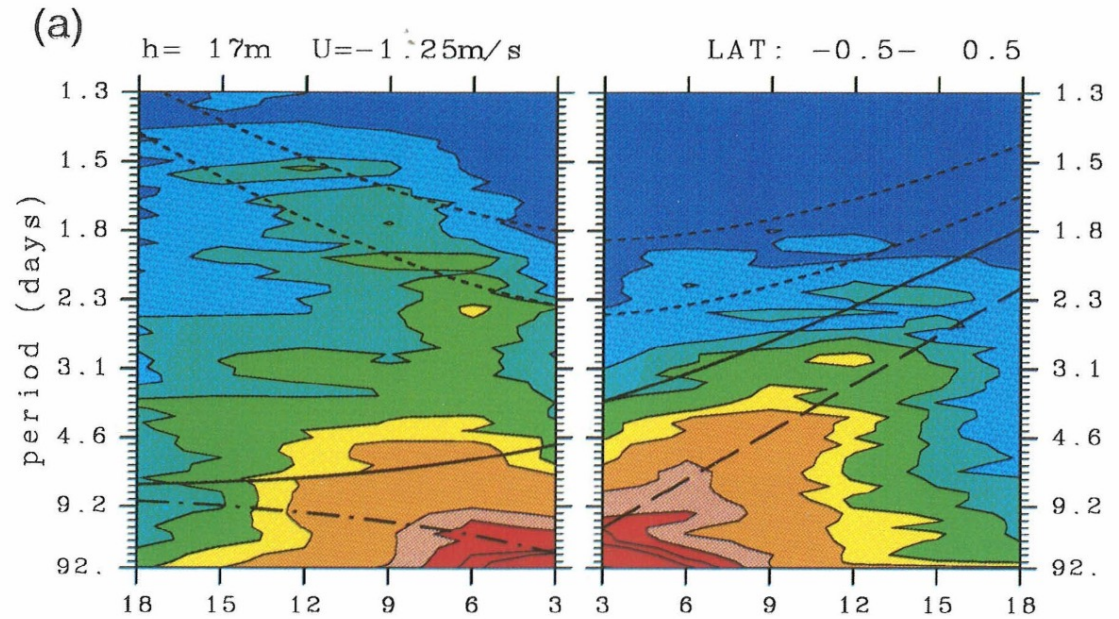 (a)
h= 17m U=-1.25m/s LAT: -0.5- 0.5
1.3 1.3
1.5 1.5
1.8 1.8
2.3 2.3
3.1 3.1
4.6 4.6
9.2 9.2
92. 92.
period (days)
18 15 12 9 6 3 3 6 9 12 15 18